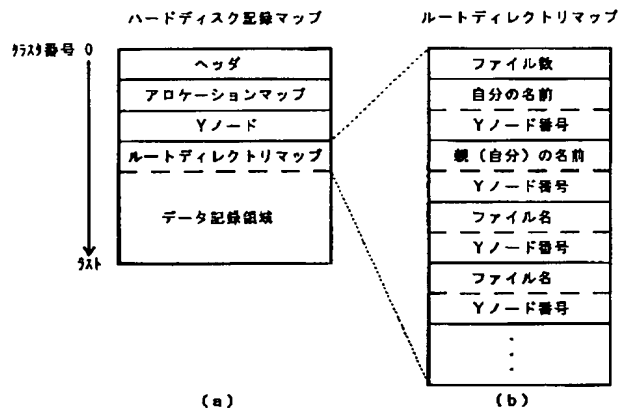 ハードディスク記録マップ
クラスタ番号 0
ヘッダ
アロケーションマップ
Yノード
ルートディレクトリマップ
データ記録領域
ラスト
(a)
ルートディレクトリマップ
ファイル数
自分の名前
Yノード番号
親(自分)の名前
Yノード番号
ファイル名
Yノード番号
ファイル名
Yノード番号
(b)